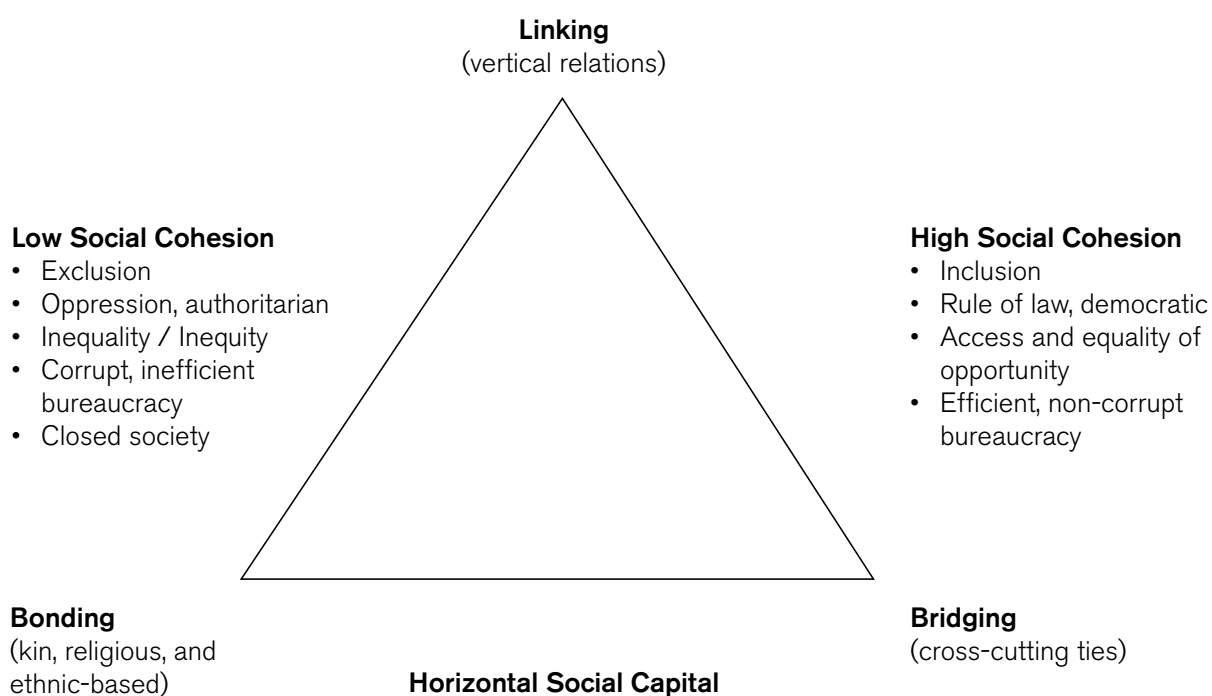 Linking
(vertical relations)
Low Social Cohesion
• Exclusion
• Oppression, authoritarian
• Inequality / Inequity
• Corrupt, inefficient
bureaucracy
• Closed society
High Social Cohesion
• Inclusion
• Rule of law, democratic
• Access and equality of
opportunity
• Efficient, non-corrupt
bureaucracy
Bonding
(kin, religious, and
ethnic-based)
Horizontal Social Capital
Bridging
(cross-cutting ties)